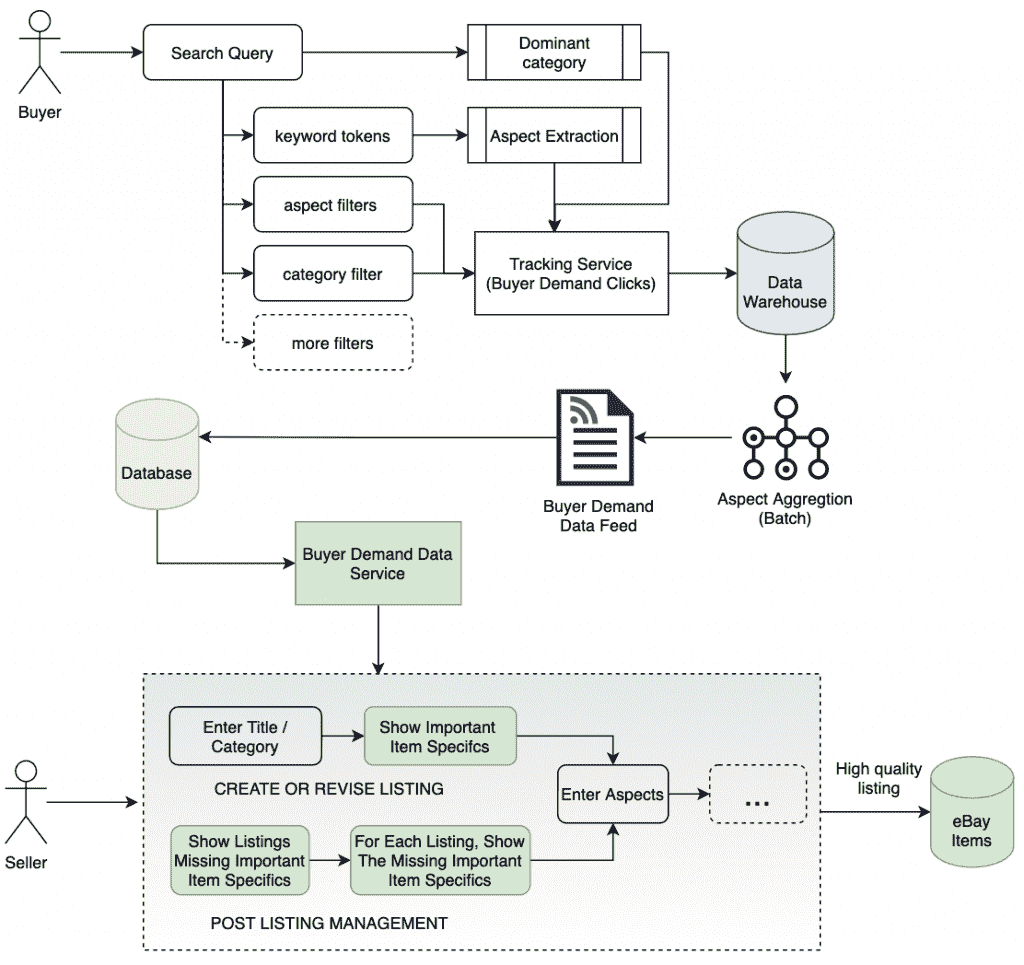 Buyer
Search Query
Dominant
category
keyword tokens
Aspect Extraction
aspect filters
category filter
more filters
Tracking Service
(Buyer Demand Clicks)
Data
Warehouse
Aspect Aggregtion
(Batch)
Buyer Demand
Data Feed
Database
Buyer Demand Data
Service
Enter Title /
Category
Show Important
Item Specifcs
CREATE OR REVISE LISTING
Enter Aspects
...
High quality
listing
eBay
Items
Seller
Show Listings
Missing Important
Item Specifics
For Each Listing, Show
The Missing Important
Item Specifics
POST LISTING MANAGEMENT